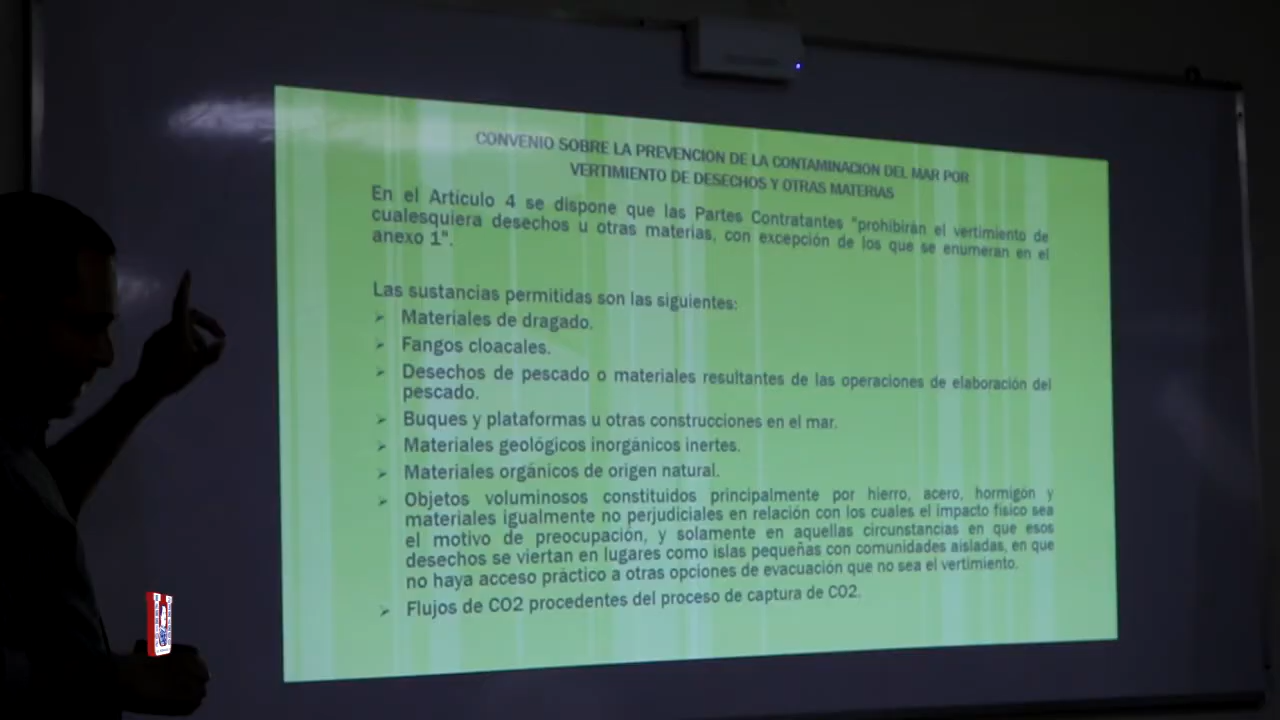 CONVENIO SOBRE LA PREVENCION DE LA CONTAMINACION DEL MAR POR
VERTIMIENTO DE DESECHOS Y OTRAS MATERIAS
En el Artículo 4 se dispone que las Partes Contratantes "prohibirán el vertimiento de
cualesquiera desechos u otras materias, con excepción de los que se enumeran en el
anexo 1".
Las sustancias permitidas son las siguientes:
➢ Materiales de dragado.
➢ Fangos cloacales.
➢ Desechos de pescado o materiales resultantes de las operaciones de elaboración del
pescado.
➢ Buques y plataformas u otras construcciones en el mar.
➢ Materiales geológicos inorgánicos inertes.
➢ Materiales orgánicos de origen natural.
➢ Objetos voluminosos constituidos principalmente por hierro, acero, hormigón y
materiales igualmente no perjudiciales en relación con los cuales el impacto físico sea
el motivo de preocupación, y solamente en aquellas circunstancias en que esos
desechos se viertan en lugares como islas pequeñas con comunidades aisladas, en que
no haya acceso práctico a otras opciones de evacuación que no sea el vertimiento.
➢ Flujos de CO2 procedentes del proceso de captura de CO2.